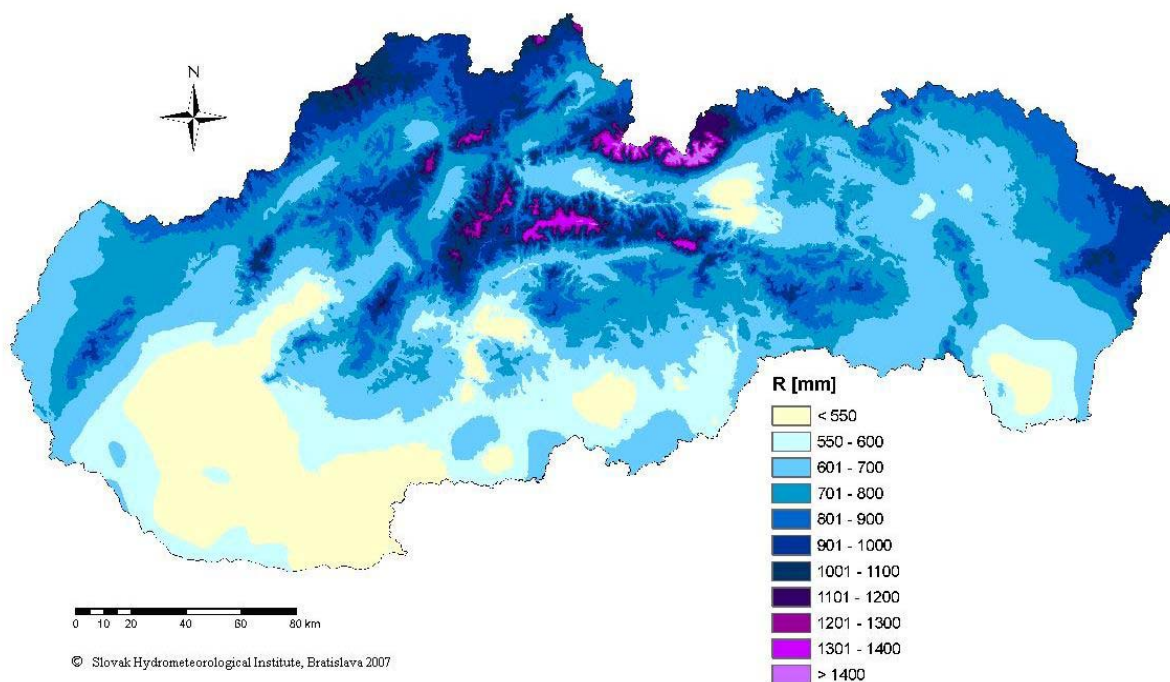 N
R [mm]
< 550
550 - 600
601 - 700
701 - 800
801 - 900
901 - 1000
1001 - 1100
1101 - 1200
1201 - 1300
1301 - 1400
> 1400
0 10 20 40 60 80 km
© Slovak Hydrometeorological Institute, Bratislava 2007